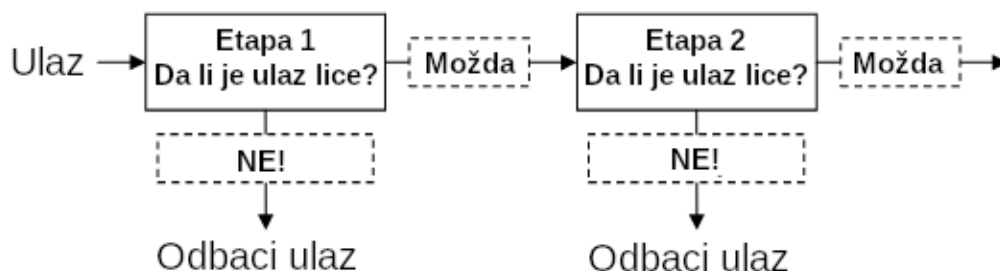 Ulaz
Etapa 1
Da li je ulaz lice?
Možda
Etapa 2
Da li je ulaz lice?
Možda
NE!
NE!
Odbaci ulaz
Odbaci ulaz